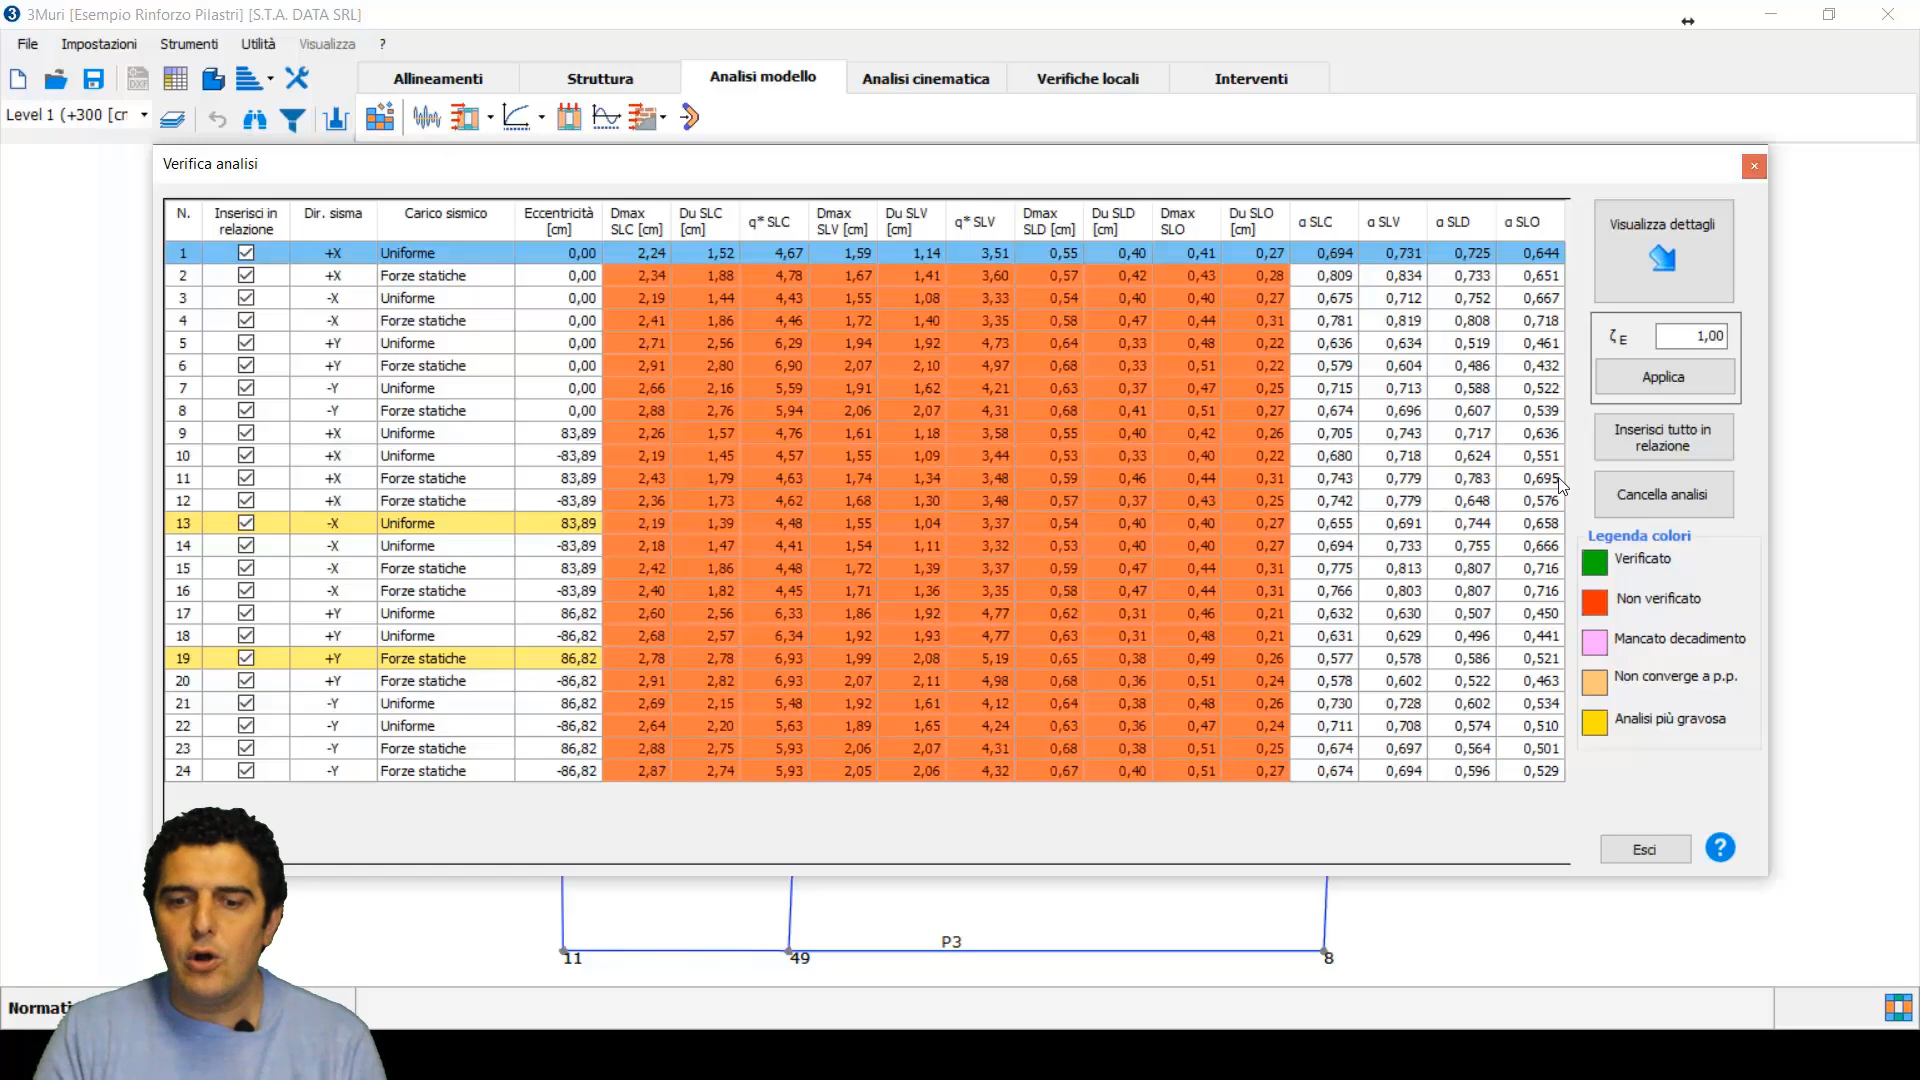 3Muri [Esempio Rinforzo Pilastri] [S.T.A. DATA SRL]
File Impostazioni Strumenti Utilità Visualizza ?
Allineamenti Struttura Analisi modello Analisi cinematica Verifiche locali Interventi
Level 1 (+300 [cr
Verifica analisi
N. Inserisci in relazione Dir. sisma Carico sismico Eccentricità [cm] Dmax SLC [cm] Du SLC [cm] q* SLC Dmax SLV [cm] Du SLV [cm] q* SLV Dmax SLD [cm] Du SLD [cm] Dmax SLO Du SLO [cm] α SLC α SLV α SLD α SLO
1 +X Uniforme 0,00 2,24 1,52 4,67 1,59 1,14 3,51 0,55 0,40 0,41 0,27 0,694 0,731 0,725 0,644
2 +X Forze statiche 0,00 2,34 1,88 4,78 1,67 1,41 3,60 0,57 0,42 0,43 0,28 0,809 0,834 0,733 0,651
3 -X Uniforme 0,00 2,19 1,44 4,43 1,55 1,08 3,33 0,54 0,40 0,40 0,27 0,675 0,712 0,752 0,667
4 -X Forze statiche 0,00 2,41 1,86 4,46 1,72 1,40 3,35 0,58 0,47 0,44 0,31 0,781 0,819 0,808 0,718
5 +Y Uniforme 0,00 2,71 2,56 6,29 1,94 1,92 4,73 0,64 0,33 0,48 0,22 0,636 0,634 0,519 0,461
6 +Y Forze statiche 0,00 2,91 2,80 6,90 2,07 2,10 4,97 0,68 0,33 0,51 0,22 0,579 0,604 0,486 0,432
7 -Y Uniforme 0,00 2,66 2,16 5,59 1,91 1,62 4,21 0,63 0,37 0,47 0,25 0,715 0,713 0,588 0,522
8 -Y Forze statiche 0,00 2,88 2,76 5,94 2,06 2,07 4,31 0,68 0,41 0,51 0,27 0,674 0,696 0,607 0,539
9 +X Uniforme 83,89 2,26 1,57 4,76 1,61 1,18 3,58 0,55 0,40 0,42 0,26 0,705 0,743 0,717 0,636
10 +X Uniforme -83,89 2,19 1,45 4,57 1,55 1,09 3,44 0,53 0,33 0,40 0,22 0,680 0,718 0,624 0,551
11 +X Forze statiche 83,89 2,43 1,79 4,63 1,74 1,34 3,48 0,59 0,46 0,44 0,31 0,743 0,779 0,783 0,695
12 +X Forze statiche -83,89 2,36 1,73 4,62 1,68 1,30 3,48 0,57 0,37 0,43 0,25 0,742 0,779 0,648 0,576
13 -X Uniforme 83,89 2,19 1,39 4,48 1,55 1,04 3,37 0,54 0,40 0,40 0,27 0,655 0,691 0,744 0,658
14 -X Uniforme -83,89 2,18 1,47 4,41 1,54 1,11 3,32 0,53 0,40 0,40 0,27 0,694 0,733 0,755 0,666
15 -X Forze statiche 83,89 2,42 1,86 4,48 1,72 1,39 3,37 0,59 0,47 0,44 0,31 0,775 0,813 0,807 0,716
16 -X Forze statiche -83,89 2,40 1,82 4,45 1,71 1,36 3,35 0,58 0,47 0,44 0,31 0,766 0,803 0,807 0,716
17 +Y Uniforme 86,82 2,60 2,56 6,33 1,86 1,92 4,77 0,62 0,31 0,46 0,21 0,632 0,630 0,507 0,450
18 +Y Uniforme -86,82 2,68 2,57 6,34 1,92 1,93 4,77 0,63 0,31 0,48 0,21 0,631 0,629 0,496 0,441
19 +Y Forze statiche 86,82 2,78 2,78 6,93 1,99 2,08 5,19 0,65 0,38 0,49 0,26 0,577 0,578 0,586 0,521
20 +Y Forze statiche -86,82 2,91 2,82 6,93 2,07 2,11 4,98 0,68 0,36 0,51 0,24 0,578 0,602 0,522 0,463
21 -Y Uniforme 86,82 2,69 2,15 5,48 1,92 1,61 4,12 0,64 0,38 0,48 0,26 0,730 0,728 0,602 0,534
22 -Y Uniforme -86,82 2,64 2,20 5,63 1,89 1,65 4,24 0,63 0,36 0,47 0,24 0,711 0,708 0,574 0,510
23 -Y Forze statiche 86,82 2,88 2,75 5,93 2,06 2,07 4,31 0,68 0,38 0,51 0,25 0,674 0,697 0,564 0,501
24 -Y Forze statiche -86,82 2,87 2,74 5,93 2,05 2,06 4,32 0,67 0,40 0,51 0,27 0,674 0,694 0,596 0,529
Visualizza dettagli
ζE 1,00
Applica
Inserisci tutto in
relazione
Cancella analisi
Legenda colori
Verificato
Non verificato
Mancato decadimento
Non converge a p.p.
Analisi più gravosa
Esci ?
P3
11 49 8
Normati